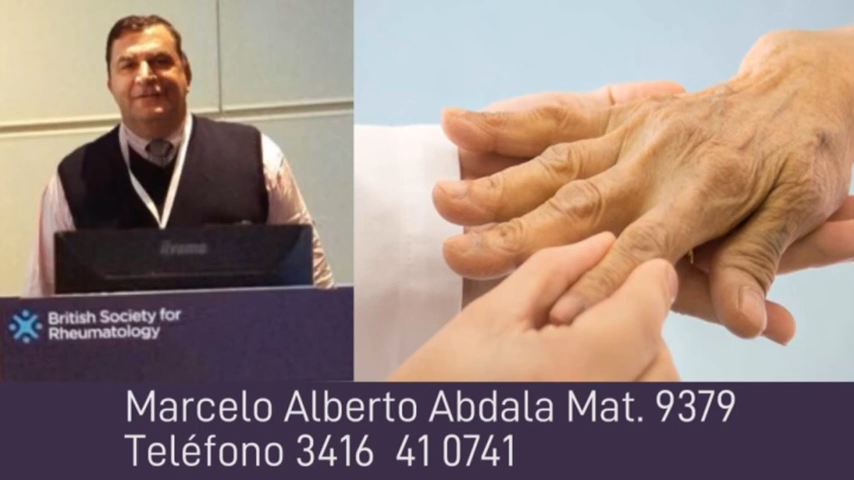 iiyama
British Society for
Rheumatology
Marcelo Alberto Abdala Mat. 9379
Teléfono 3416 41 0741